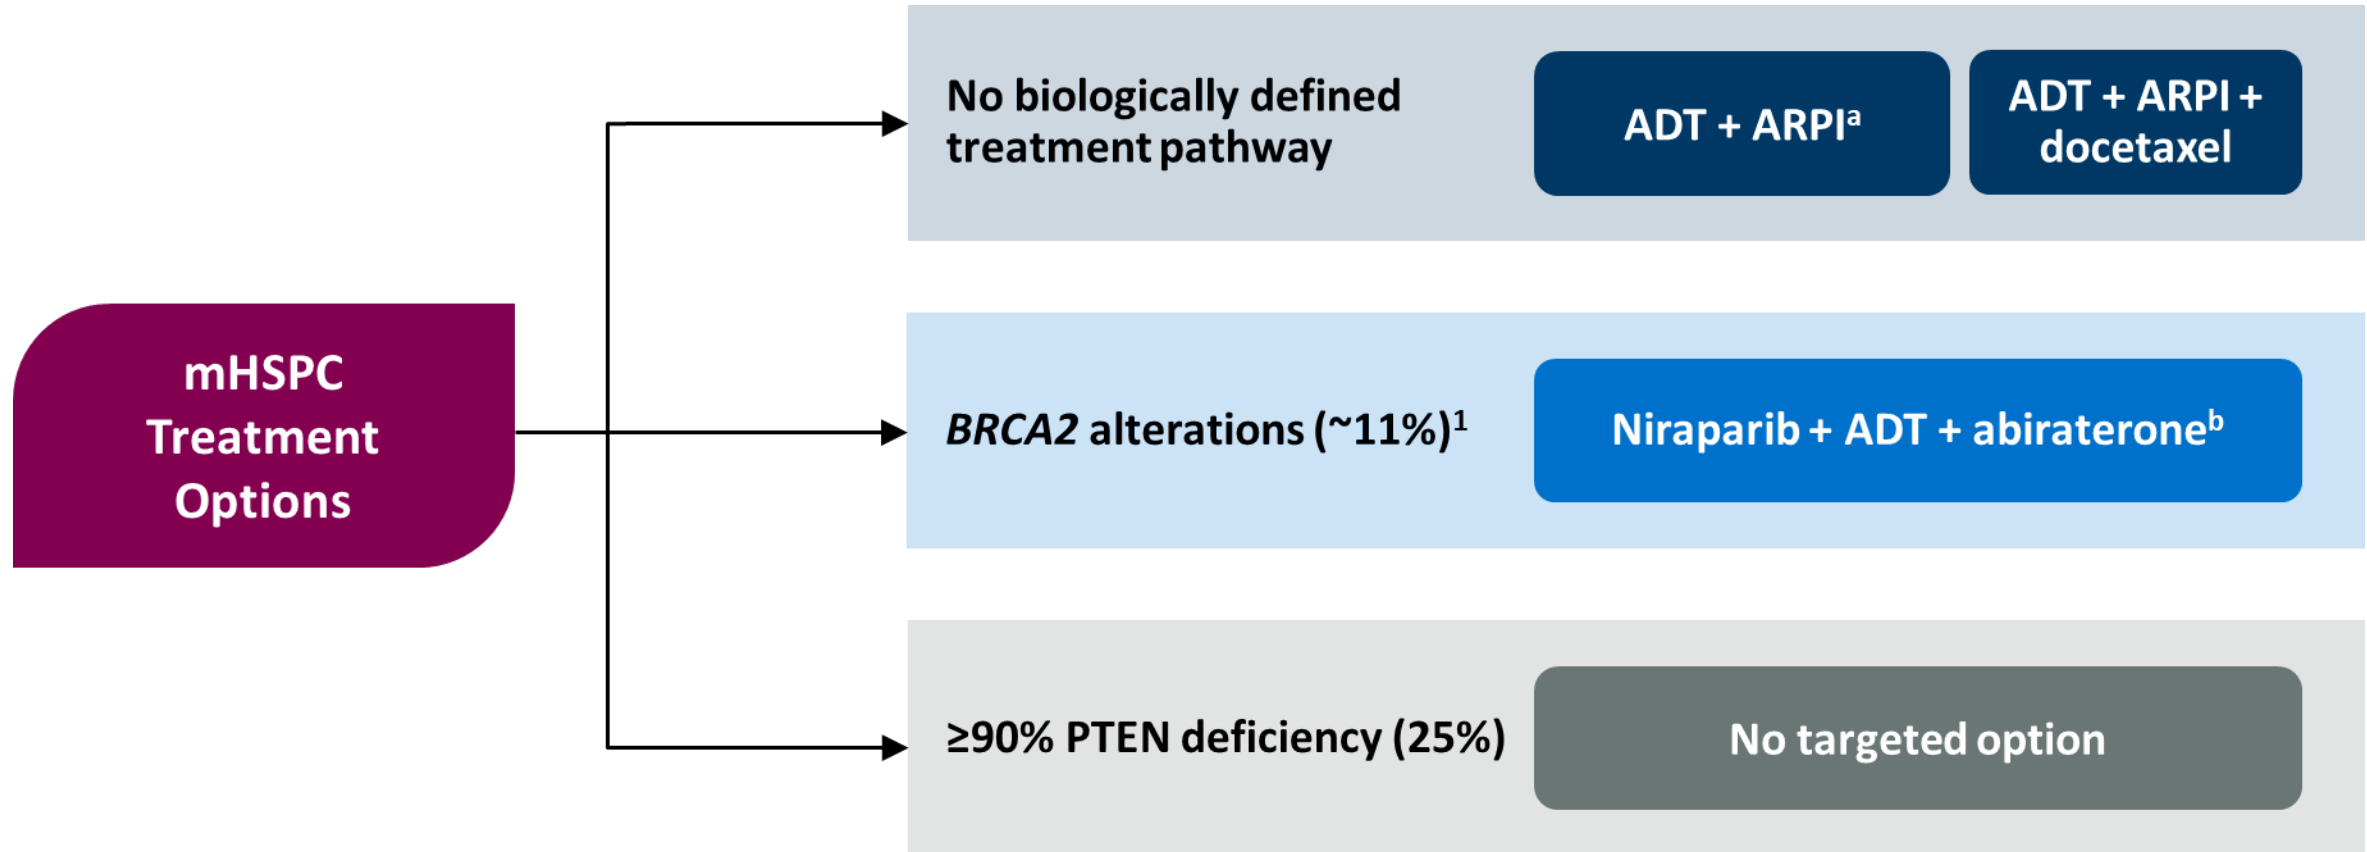 mHSPC
Treatment
Options
No biologically defined
treatment pathway
ADT + ARPIᵃ
ADT + ARPI +
docetaxel
BRCA2 alterations (~11%)¹
Niraparib + ADT + abirateroneᵇ
≥90% PTEN deficiency (25%)
No targeted option